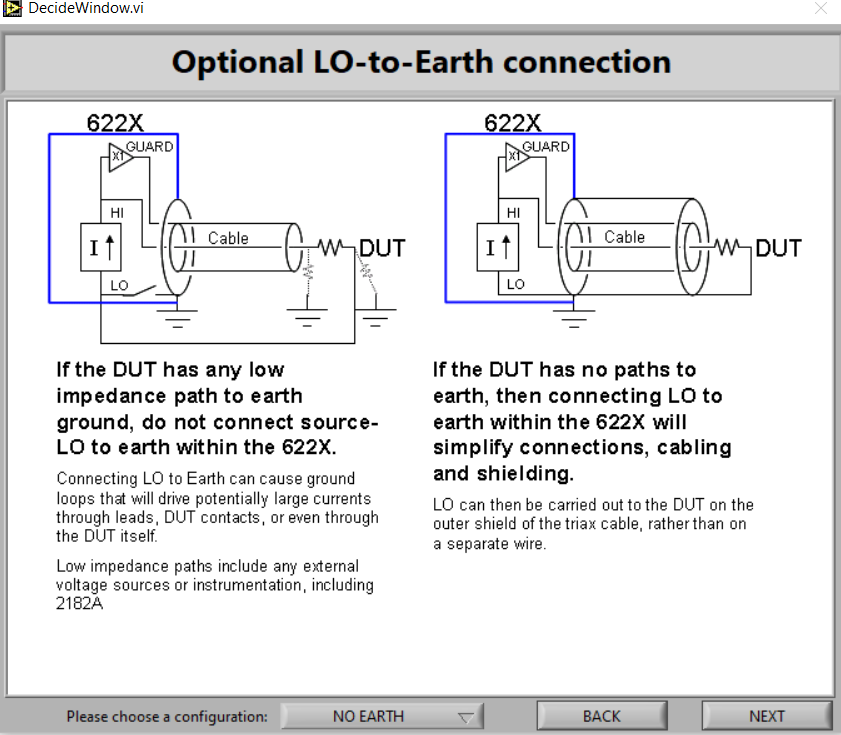 DecideWindow.vi
Optional LO-to-Earth connection
622X
GUARD
X1
HI
I
Cable
DUT
LO
622X
GUARD
X1
HI
I
Cable
DUT
LO
If the DUT has any low
impedance path to earth
ground, do not connect source-
LO to earth within the 622X.
Connecting LO to Earth can cause ground
loops that will drive potentially large currents
through leads, DUT contacts, or even through
the DUT itself.
Low impedance paths include any external
voltage sources or instrumentation, including
2182A
If the DUT has no paths to
earth, then connecting LO to
earth within the 622X will
simplify connections, cabling
and shielding.
LO can then be carried out to the DUT on the
outer shield of the triax cable, rather than on
a separate wire.
Please choose a configuration: NO EARTH BACK NEXT